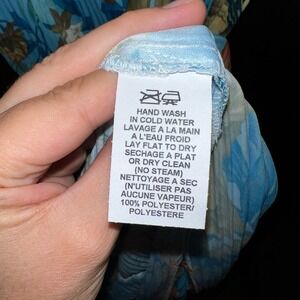 HAND WASH
IN COLD WATER
LAVAGE A LA MAIN
A L'EAU FROID
LAY FLAT TO DRY
SECHAGE A PLAT
OR DRY CLEAN
(NO STEAM)
NETTOYAGE A SEC
(N'UTILISER PAS
AUCUNE VAPEUR)
100% POLYESTER/
POLYESTERE